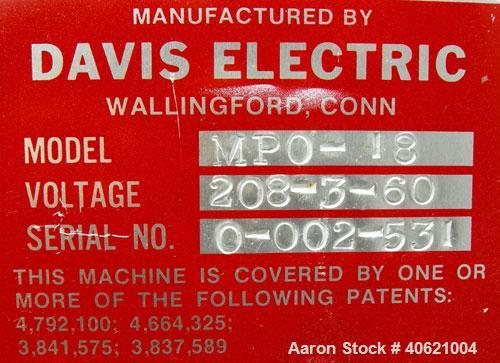 MANUFACTURED BY
DAVIS ELECTRIC
WALLINGFORD, CONN
MODEL MPO-18
VOLTAGE 208-3-60
SERIAL NO. 0-002-531
THIS MACHINE IS COVERED BY ONE OR
MORE OF THE FOLLOWING PATENTS:
4,792,100; 4,664,325;
3,841,575; 3,837,589
Aaron Stock # 40621004